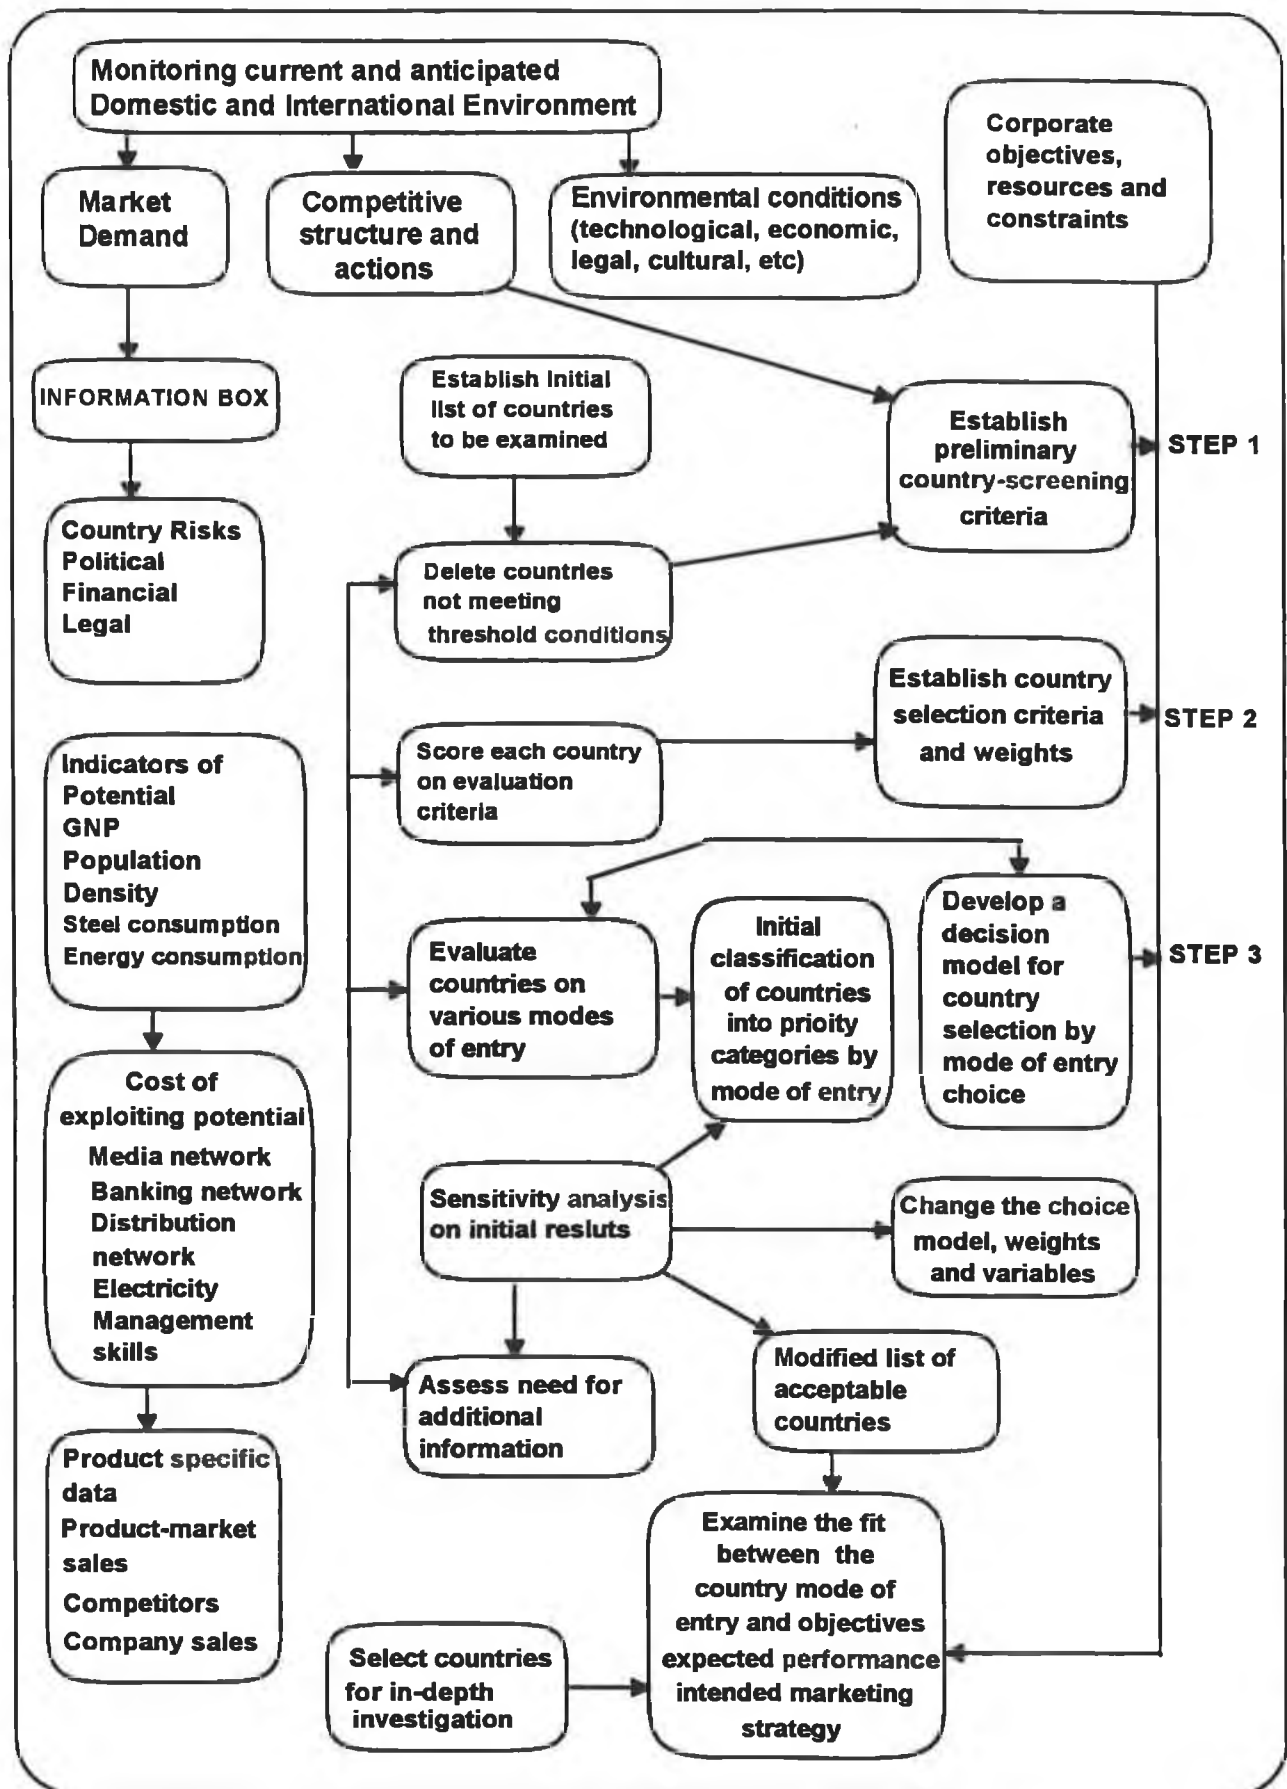 Monitoring current and anticipated
Domestic and International Environment
Corporate
objectives,
resources and
constraints
Market
Demand
Competitive
structure and
actions
Environmental conditions
(technological, economic,
legal, cultural, etc)
INFORMATION BOX
Establish Initial
list of countries
to be examined
Establish
preliminary
country-screening
criteria
STEP 1
Country Risks
Political
Financial
Legal
Delete countries
not meeting
threshold conditions
Establish country
selection criteria
and weights
STEP 2
Score each country
on evaluation
criteria
Indicators of
Potential
GNP
Population
Density
Steel consumption
Energy consumption
Evaluate
countries on
various modes
of entry
Initial
classification
of countries
into prioity
categories by
mode of entry
Develop a
decision
model for
country
selection by
mode of entry
choice
STEP 3
Cost of
exploiting potential
Media network
Banking network
Distribution
network
Electricity
Management
skills
Sensitivity analysis
on initial resluts
Change the choice
model, weights
and variables
Modified list of
acceptable
countries
Assess need for
additional
information
Product specific
data
Product-market
sales
Competitors
Company sales
Examine the fit
between the
country mode of
entry and objectives
expected performance
intended marketing
strategy
Select countries
for in-depth
investigation